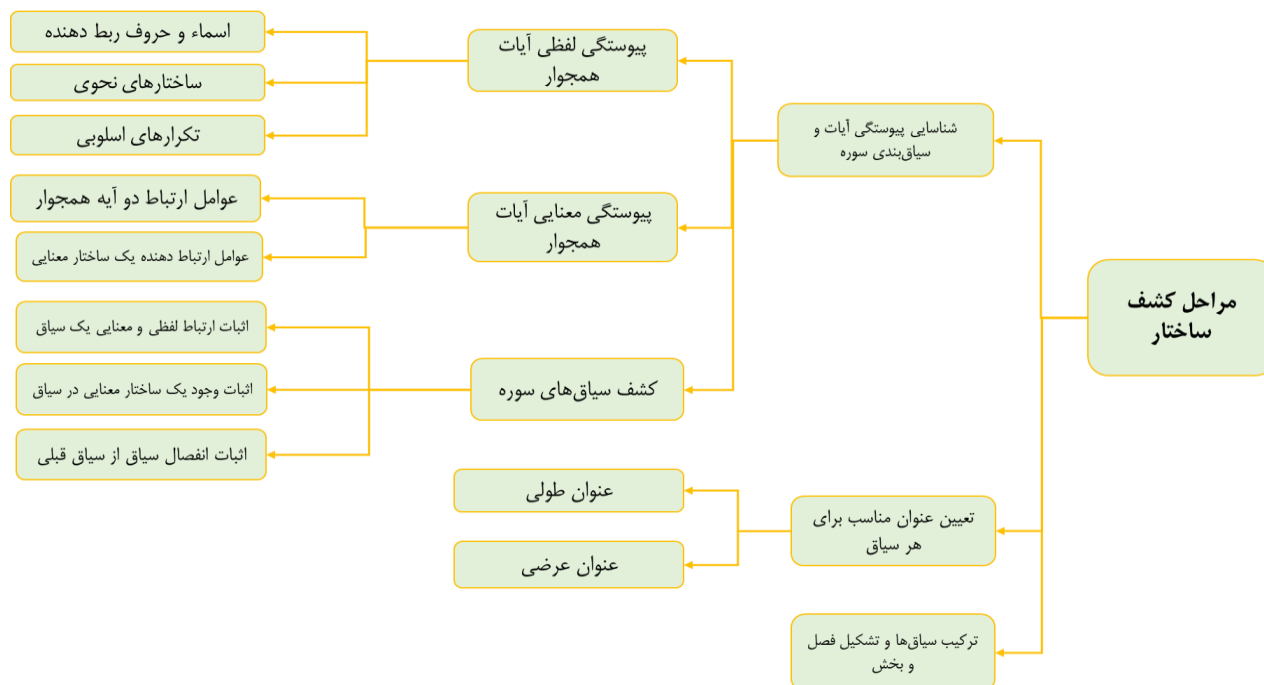 مراحل کشف
ساختار
شناسایی پیوستگی آیات و
سیاق‌بندی سوره
پیوستگی لفظی آیات
همجوار
اسماء و حروف ربط دهنده
ساختارهای نحوی
تکرارهای اسلوبی
پیوستگی معنایی آیات
همجوار
عوامل ارتباط دو آیه همجوار
عوامل ارتباط دهنده یک ساختار معنایی
کشف سیاق‌های سوره
اثبات ارتباط لفظی و معنایی یک سیاق
اثبات وجود یک ساختار معنایی در سیاق
اثبات انفصال سیاق از سیاق قبلی
تعیین عنوان مناسب برای
هر سیاق
عنوان طولی
عنوان عرضی
ترکیب سیاق‌ها و تشکیل فصل
و بخش